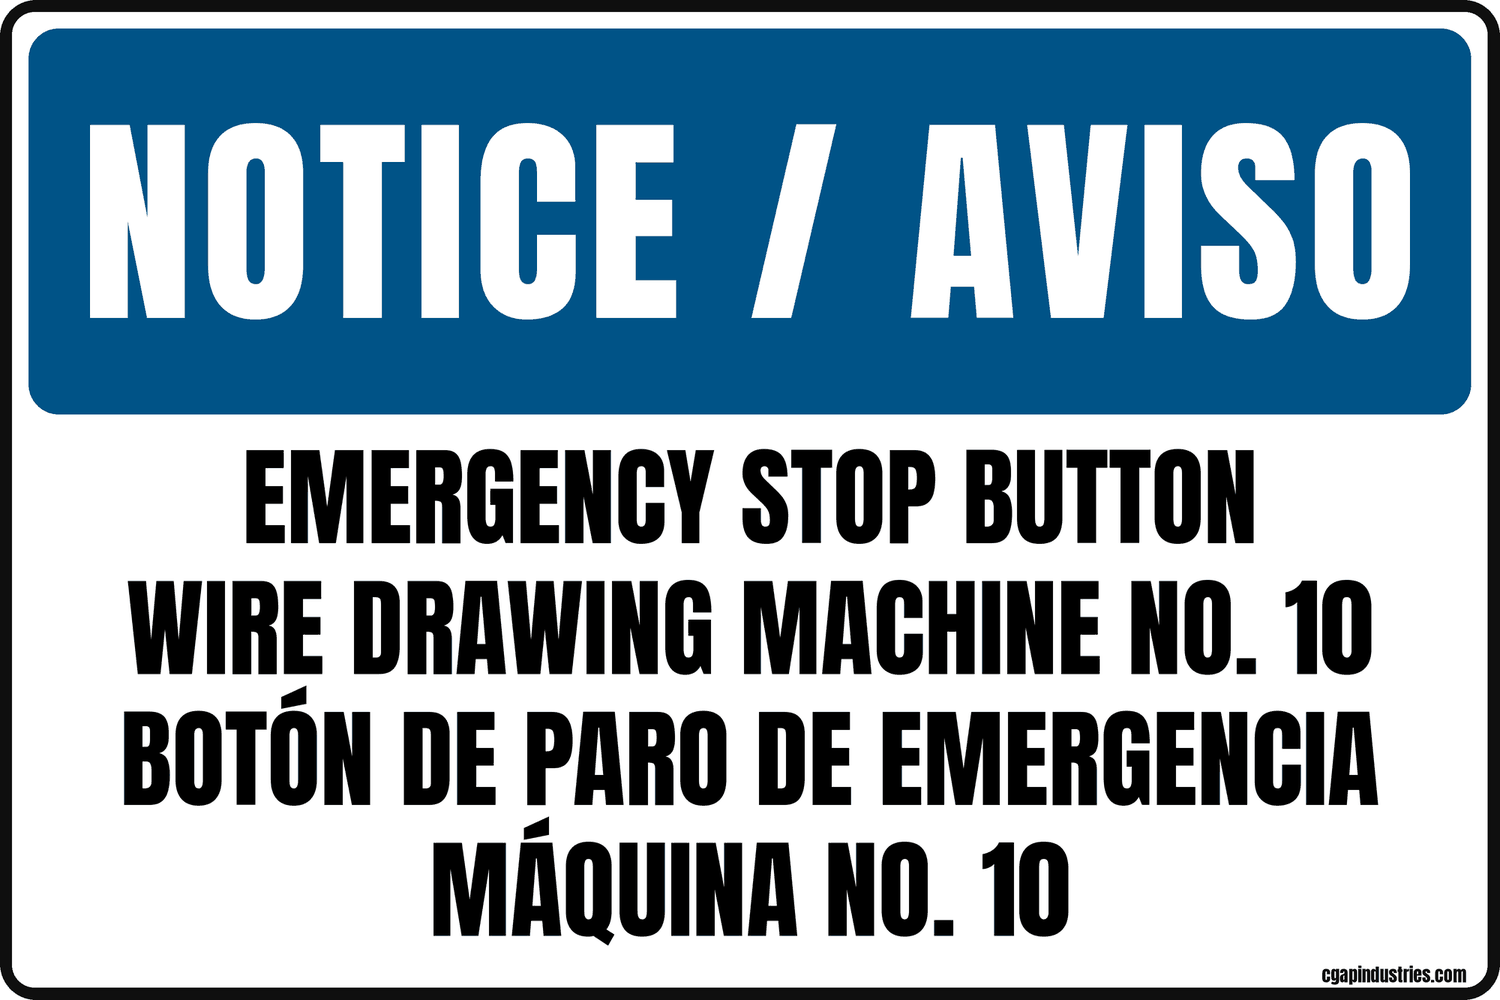 NOTICE / AVISO
EMERGENCY STOP BUTTON
WIRE DRAWING MACHINE NO. 10
BOTÓN DE PARO DE EMERGENCIA
MÁQUINA NO. 10
cgapindustries.com